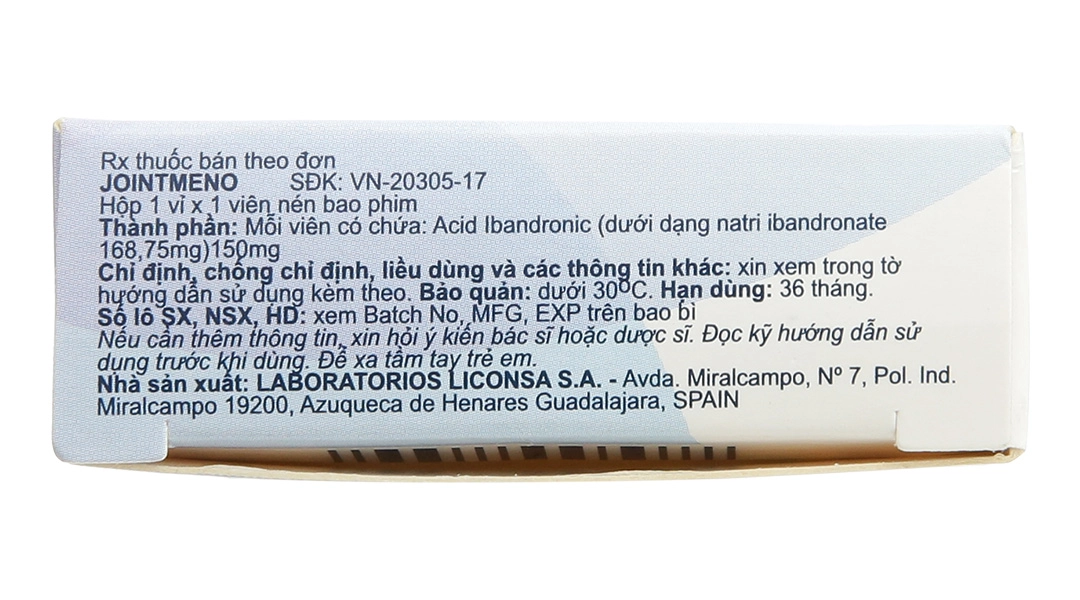 Rx thuốc bán theo đơn
JOINTMENO SĐK: VN-20305-17
Hộp 1 vỉ x 1 viên nén bao phim
Thành phần: Mỗi viên có chứa: Acid Ibandronic (dưới dạng natri ibandronate
168,75mg)150mg
Chỉ định, chống chỉ định, liều dùng và các thông tin khác: xin xem trong tờ
hướng dẫn sử dụng kèm theo. Bảo quản: dưới 30ºC. Hạn dùng: 36 tháng.
Số lô SX, NSX, HD: xem Batch No, MFG, EXP trên bao bì
Nếu cần thêm thông tin, xin hỏi ý kiến bác sĩ hoặc dược sĩ. Đọc kỹ hướng dẫn sử
dụng trước khi dùng. Để xa tầm tay trẻ em.
Nhà sản xuất: LABORATORIOS LICONSA S.A. - Avda. Miralcampo, Nº 7, Pol. Ind.
Miralcampo 19200, Azuqueca de Henares Guadalajara, SPAIN